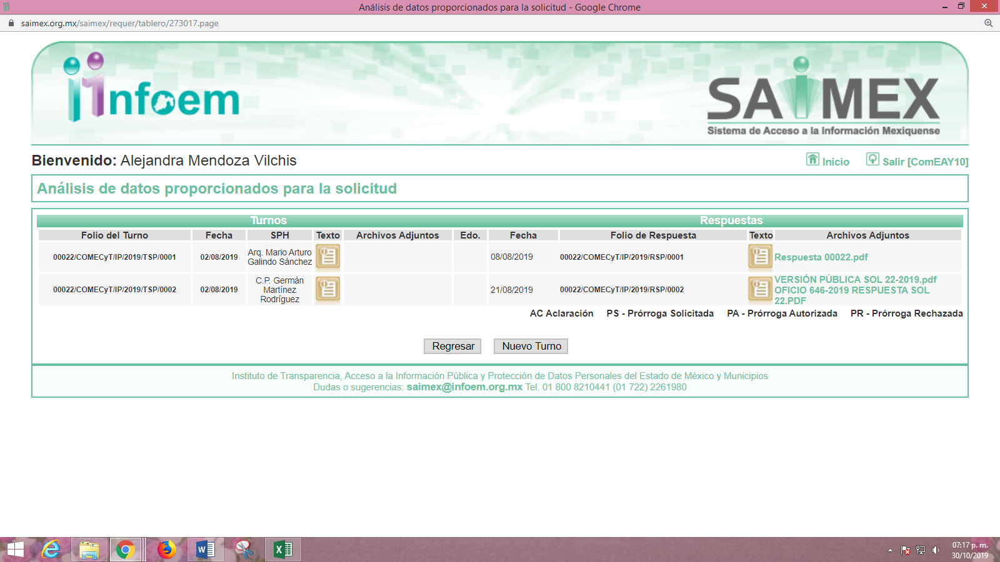 Análisis de datos proporcionados para la solicitud - Google Chrome
saimex.org.mx/saimex/requer/tablero/273017.page
infoem
SAIMEX
Sistema de Acceso a la Información Mexiquense
Bienvenido: Alejandra Mendoza Vilchis
Inicio Salir [ComEAY10]
Análisis de datos proporcionados para la solicitud
Turnos Respuestas
Folio del Turno Fecha SPH Texto Archivos Adjuntos Edo. Fecha Folio de Respuesta Texto Archivos Adjuntos
00022/COMECyT/IP/2019/TSP/0001 02/08/2019 Arq. Mario Arturo Galindo Sánchez 08/08/2019 00022/COMECyT/IP/2019/RSP/0001 Respuesta 00022.pdf
00022/COMECyT/IP/2019/TSP/0002 02/08/2019 C.P. Germán Martínez Rodríguez 21/08/2019 00022/COMECyT/IP/2019/RSP/0002 VERSIÓN PÚBLICA SOL 22-2019.pdf
OFICIO 646-2019 RESPUESTA SOL
22.PDF
AC Aclaración PS - Prórroga Solicitada PA - Prórroga Autorizada PR - Prórroga Rechazada
Regresar Nuevo Turno
Instituto de Transparencia, Acceso a la Información Pública y Protección de Datos Personales del Estado de México y Municipios
Dudas o sugerencias: saimex@infoem.org.mx Tel. 01 800 8210441 (01 722) 2261980
07:17 p. m.
30/10/2019